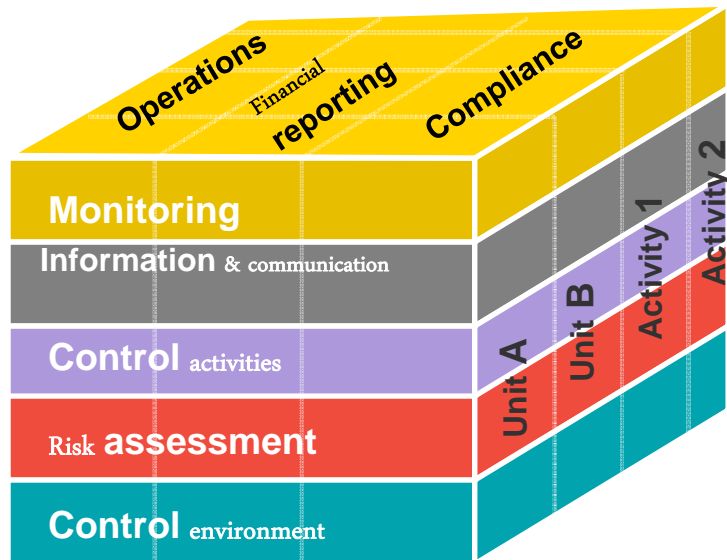 Operations
Financial
reporting
Compliance
Monitoring
Information & communication
Control activities
Risk assessment
Control environment
Unit A
Unit B
Activity 1
Activity 2